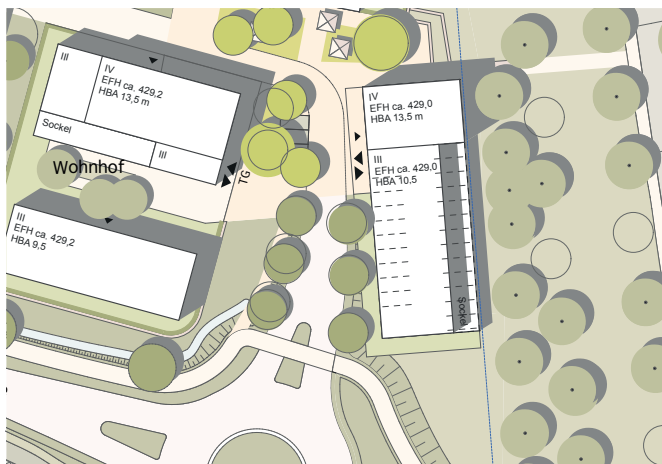 III
IV
EFH ca. 429,2
HBA 13,5 m
Sockel
III
Wohnhof
TG
III
EFH ca. 429,2
HBA 9,5
IV
EFH ca. 429,0
HBA 13,5 m
III
EFH ca. 429,0
HBA 10,5
Sockel